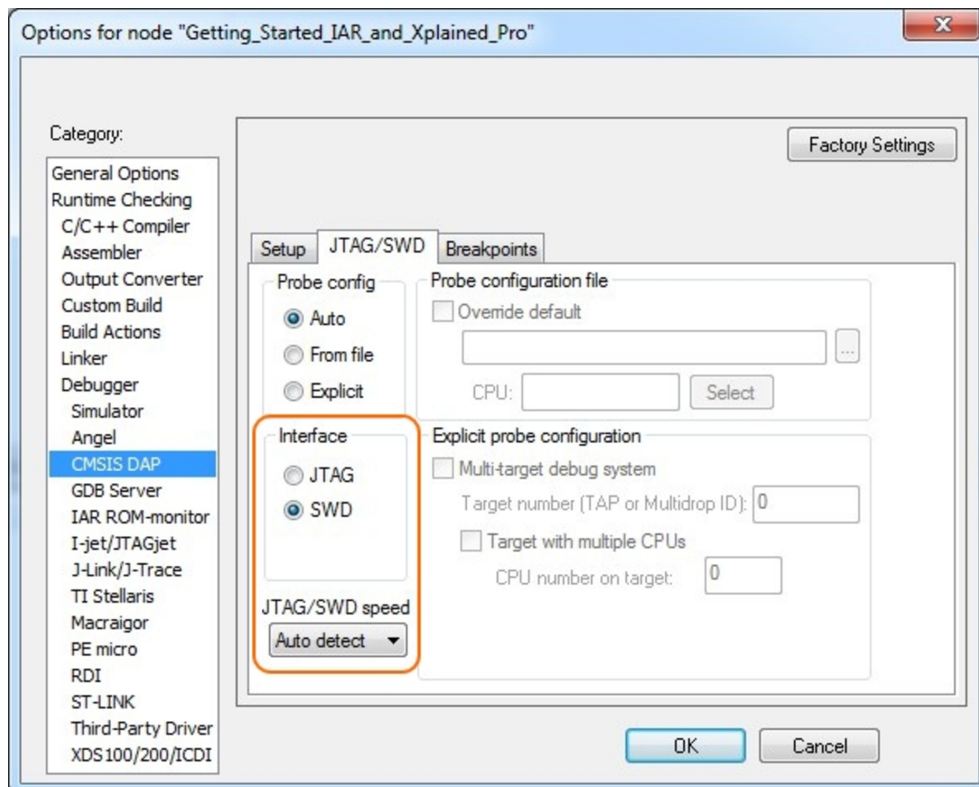 Options for node "Getting_Started_IAR_and_Xplained_Pro"
Category:
Factory Settings
General Options
Runtime Checking
C/C++ Compiler
Assembler
Output Converter
Custom Build
Build Actions
Linker
Debugger
Simulator
Angel
CMSIS DAP
GDB Server
IAR ROM-monitor
I-jet/JTAGjet
J-Link/J-Trace
TI Stellaris
Macraigor
PE micro
RDI
ST-LINK
Third-Party Driver
XDS100/200/ICDI
Setup JTAG/SWD Breakpoints
Probe config
Auto
From file
Explicit
Probe configuration file
Override default
...
CPU: Select
Interface
JTAG
SWD
JTAG/SWD speed
Auto detect
Explicit probe configuration
Multi-target debug system
Target number (TAP or Multidrop ID): 0
Target with multiple CPUs
CPU number on target: 0
OK Cancel